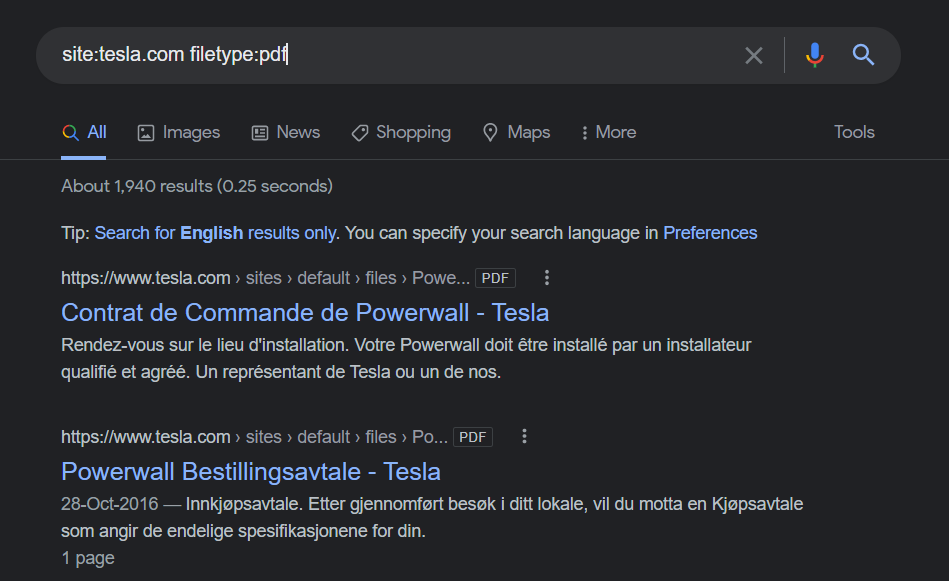 site:tesla.com filetype:pdf
All Images News Shopping Maps More Tools
About 1,940 results (0.25 seconds)
Tip: Search for English results only. You can specify your search language in Preferences
https://www.tesla.com › sites › default › files › Powe... PDF
Contrat de Commande de Powerwall - Tesla
Rendez-vous sur le lieu d'installation. Votre Powerwall doit être installé par un installateur
qualifié et agréé. Un représentant de Tesla ou un de nos.
https://www.tesla.com › sites › default › files › Po... PDF
Powerwall Bestillingsavtale - Tesla
28-Oct-2016 — Innkjøpsavtale. Etter gjennomført besøk i ditt lokale, vil du motta en Kjøpsavtale
som angir de endelige spesifikasjonene for din.
1 page